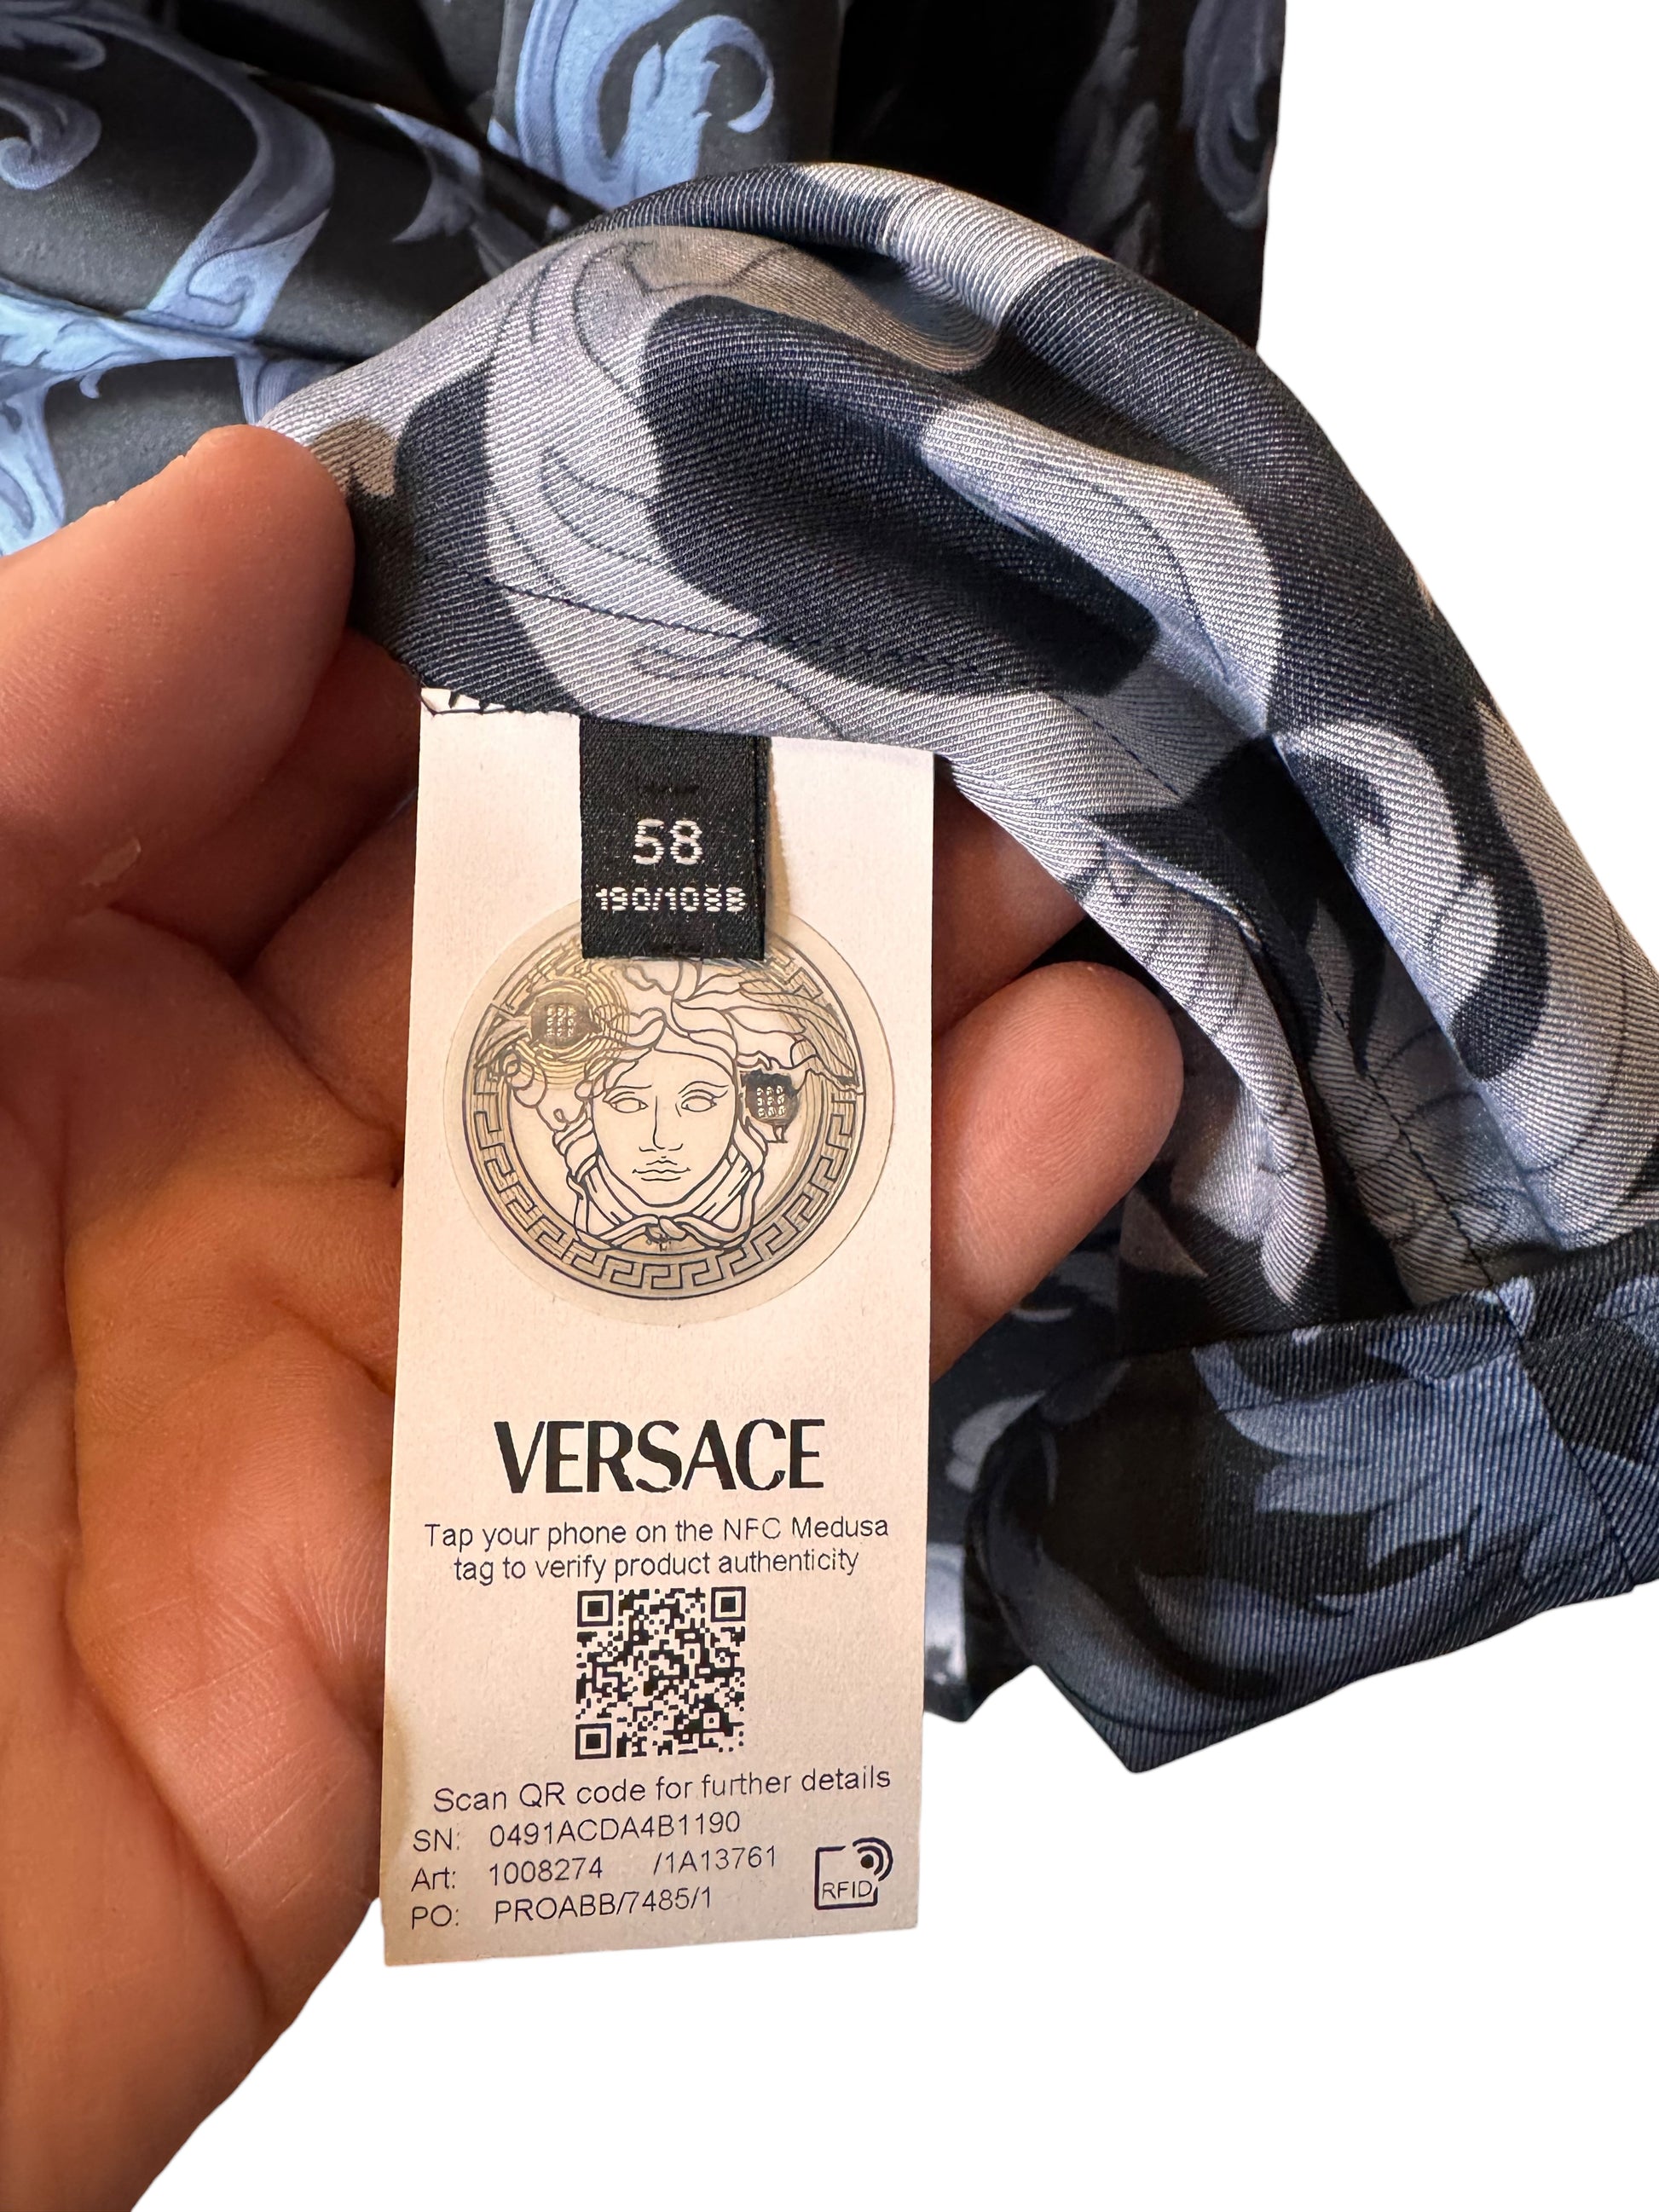 58
190/108B
VERSACE
Tap your phone on the NFC Medusa
tag to verify product authenticity
Scan QR code for further details
SN: 0491ACDA4B1190
Art: 1008274 /1A13761
PO: PROABB/7485/1
RFID